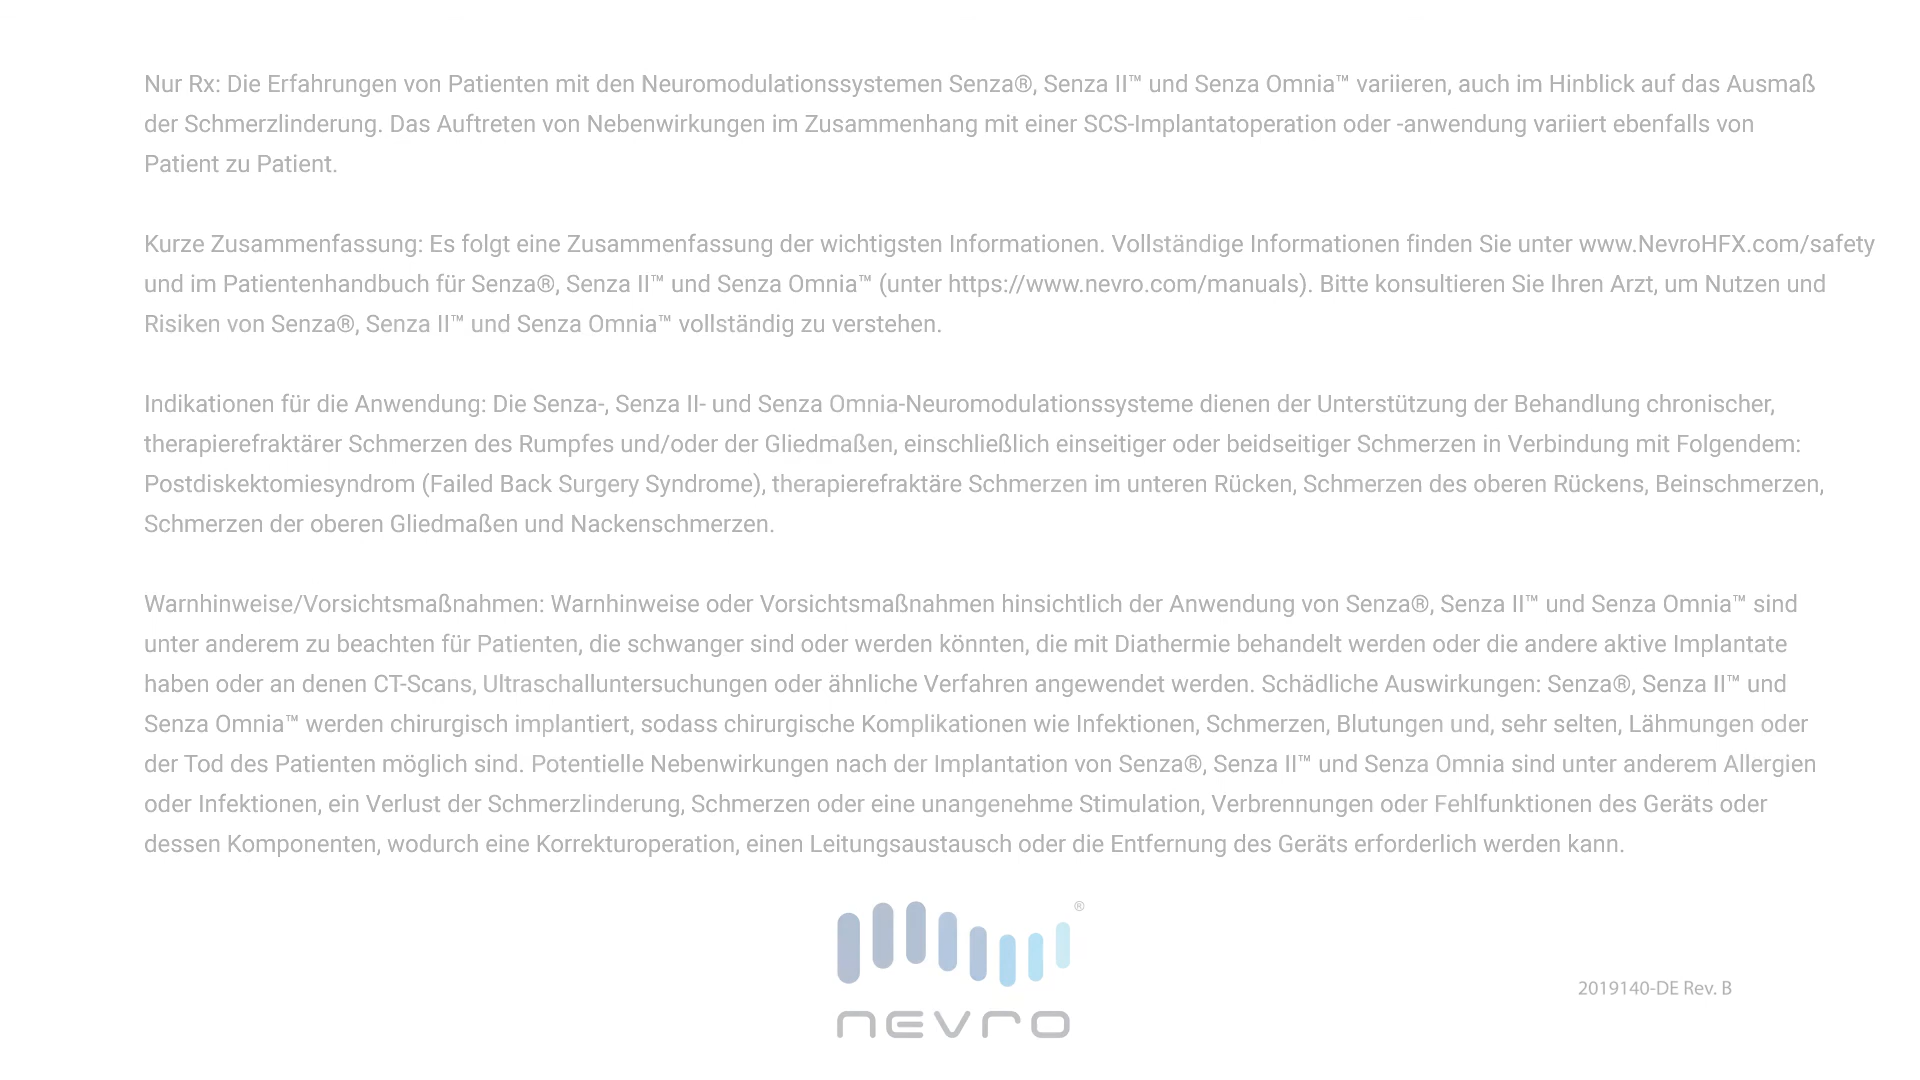 Nur Rx: Die Erfahrungen von Patienten mit den Neuromodulationssystemen Senza®, Senza II™ und Senza Omnia™ variieren, auch im Hinblick auf das Ausmaß
der Schmerzlinderung. Das Auftreten von Nebenwirkungen im Zusammenhang mit einer SCS-Implantatoperation oder -anwendung variiert ebenfalls von
Patient zu Patient.
Kurze Zusammenfassung: Es folgt eine Zusammenfassung der wichtigsten Informationen. Vollständige Informationen finden Sie unter www.NevroHFX.com/safety
und im Patientenhandbuch für Senza®, Senza II™ und Senza Omnia™ (unter https://www.nevro.com/manuals). Bitte konsultieren Sie Ihren Arzt, um Nutzen und
Risiken von Senza®, Senza II™ und Senza Omnia™ vollständig zu verstehen.
Indikationen für die Anwendung: Die Senza-, Senza II- und Senza Omnia-Neuromodulationssysteme dienen der Unterstützung der Behandlung chronischer,
therapierefraktärer Schmerzen des Rumpfes und/oder der Gliedmaßen, einschließlich einseitiger oder beidseitiger Schmerzen in Verbindung mit Folgendem:
Postdiskektomiesyndrom (Failed Back Surgery Syndrome), therapierefraktäre Schmerzen im unteren Rücken, Schmerzen des oberen Rückens, Beinschmerzen,
Schmerzen der oberen Gliedmaßen und Nackenschmerzen.
Warnhinweise/Vorsichtsmaßnahmen: Warnhinweise oder Vorsichtsmaßnahmen hinsichtlich der Anwendung von Senza®, Senza II™ und Senza Omnia™ sind
unter anderem zu beachten für Patienten, die schwanger sind oder werden könnten, die mit Diathermie behandelt werden oder die andere aktive Implantate
haben oder an denen CT-Scans, Ultraschalluntersuchungen oder ähnliche Verfahren angewendet werden. Schädliche Auswirkungen: Senza®, Senza II™ und
Senza Omnia™ werden chirurgisch implantiert, sodass chirurgische Komplikationen wie Infektionen, Schmerzen, Blutungen und, sehr selten, Lähmungen oder
der Tod des Patienten möglich sind. Potentielle Nebenwirkungen nach der Implantation von Senza®, Senza II™ und Senza Omnia sind unter anderem Allergien
oder Infektionen, ein Verlust der Schmerzlinderung, Schmerzen oder eine unangenehme Stimulation, Verbrennungen oder Fehlfunktionen des Geräts oder
dessen Komponenten, wodurch eine Korrekturoperation, einen Leitungsaustausch oder die Entfernung des Geräts erforderlich werden kann.
®
nevro
2019140-DE Rev. B